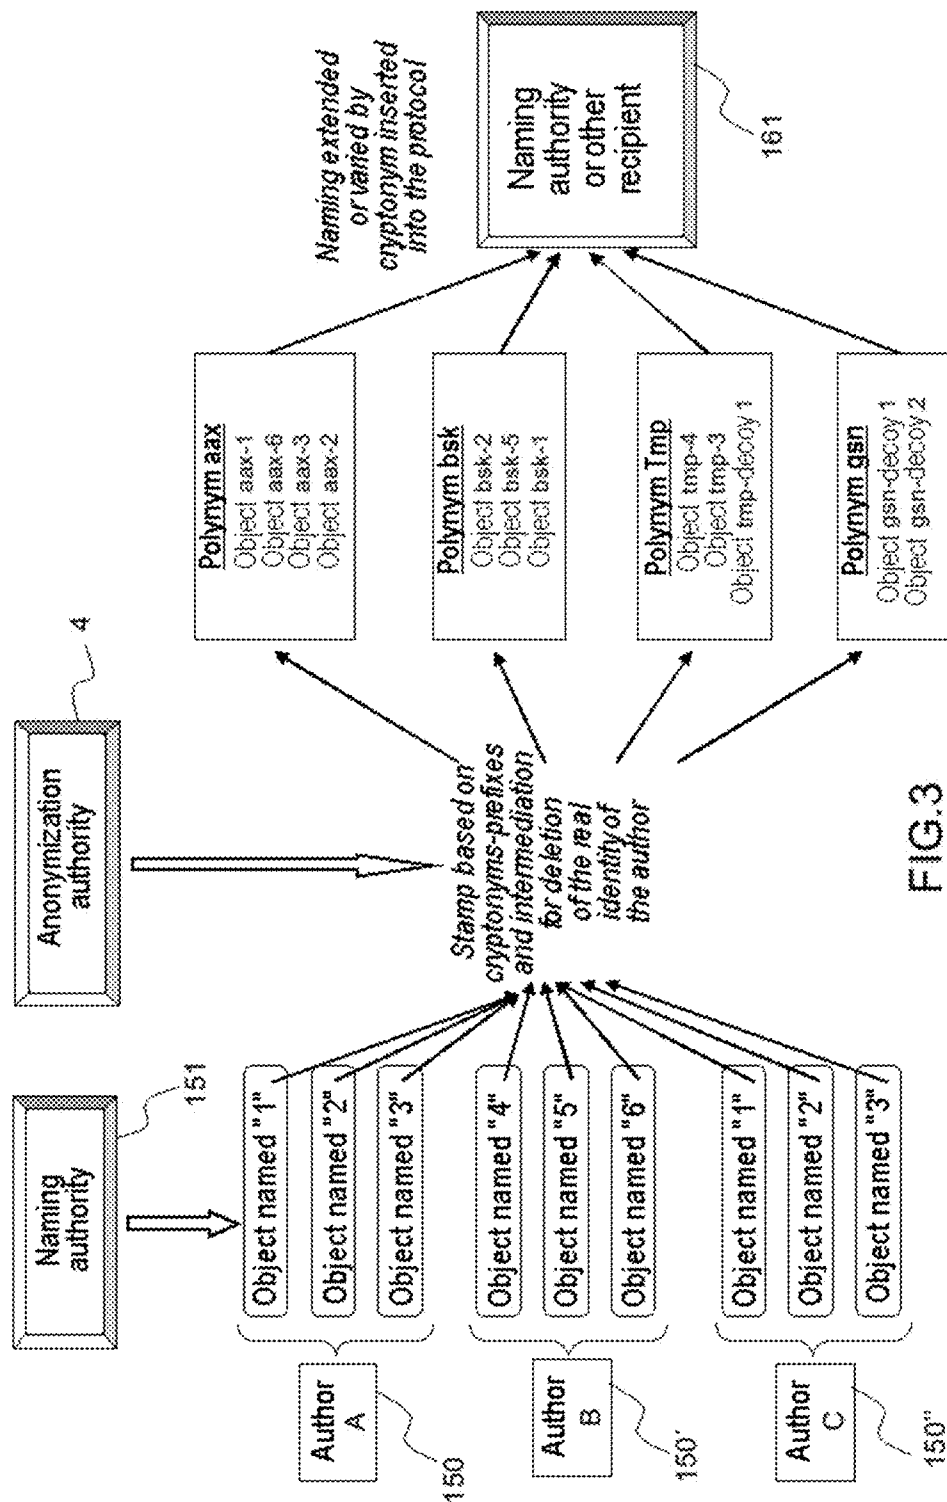 Naming
authority
151
Anonymization
authority
4
Author
A
150
Object named "1"
Object named "2"
Object named "3"
Author
B
150'
Object named "4"
Object named "5"
Object named "6"
Author
C
150"
Object named "1"
Object named "2"
Object named "3"
Stamp based on
cryptonyms-prefixes
and intermediation
for deletion
of the real
identity of
the author
Polynym aax
Object aax-1
Object aax-6
Object aax-3
Object aax-2
Polynym bsk
Object bsk-2
Object bsk-5
Object bsk-1
Polynym Tmp
Object tmp-4
Object tmp-3
Object tmp-decoy 1
Polynym gsn
Object gsn-decoy 1
Object gsn-decoy 2
Naming extended
or varied by
cryptonym inserted
into the protocol
Naming
authority
or other
recipient
161
FIG.3